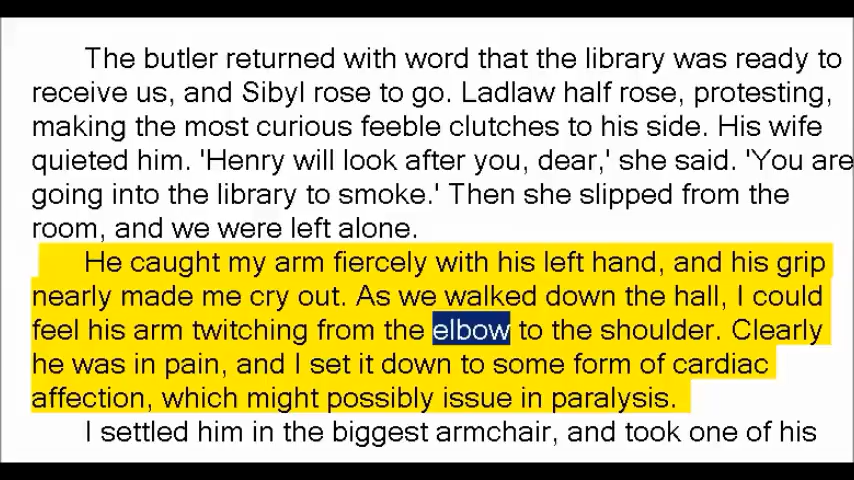 The butler returned with word that the library was ready to
receive us, and Sibyl rose to go. Ladlaw half rose, protesting,
making the most curious feeble clutches to his side. His wife
quieted him. 'Henry will look after you, dear,' she said. 'You are
going into the library to smoke.' Then she slipped from the
room, and we were left alone.
He caught my arm fiercely with his left hand, and his grip
nearly made me cry out. As we walked down the hall, I could
feel his arm twitching from the elbow to the shoulder. Clearly
he was in pain, and I set it down to some form of cardiac
affection, which might possibly issue in paralysis.
I settled him in the biggest armchair, and took one of his